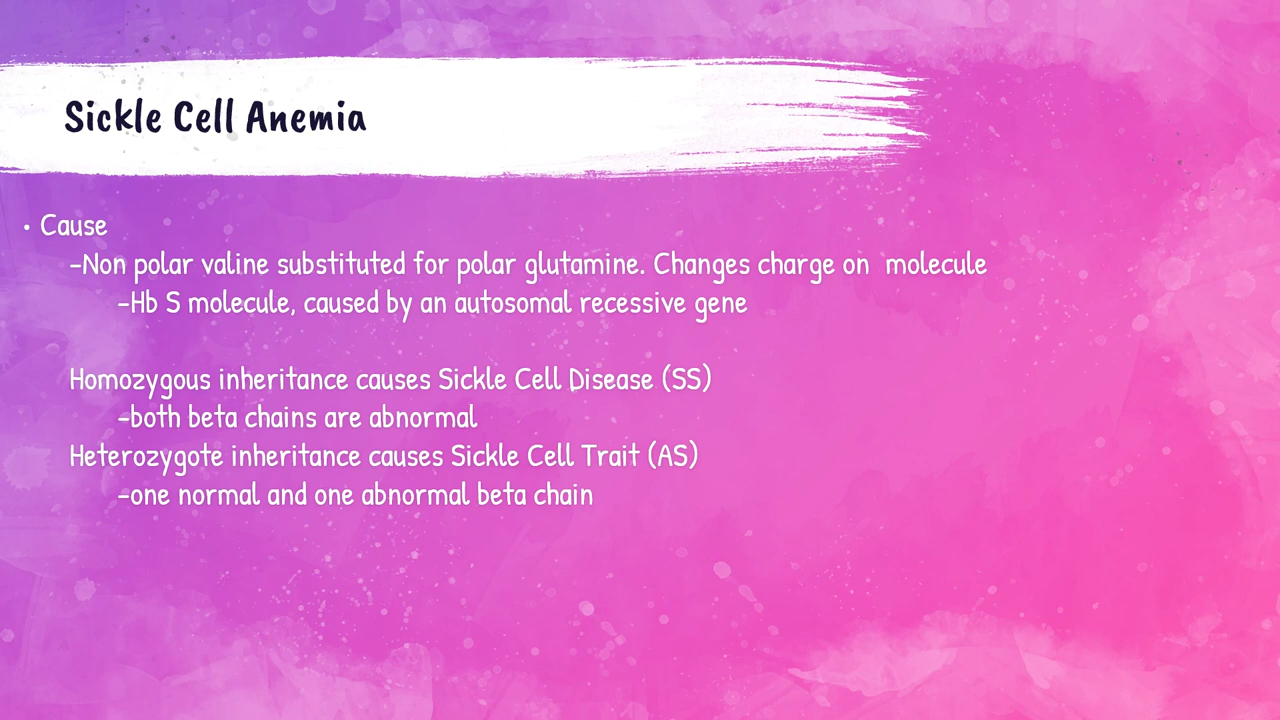 Sickle Cell Anemia
• Cause
–Non polar valine substituted for polar glutamine. Changes charge on  molecule
–Hb S molecule, caused by an autosomal recessive gene
Homozygous inheritance causes Sickle Cell Disease (SS)
–both beta chains are abnormal
Heterozygote inheritance causes Sickle Cell Trait (AS)
–one normal and one abnormal beta chain